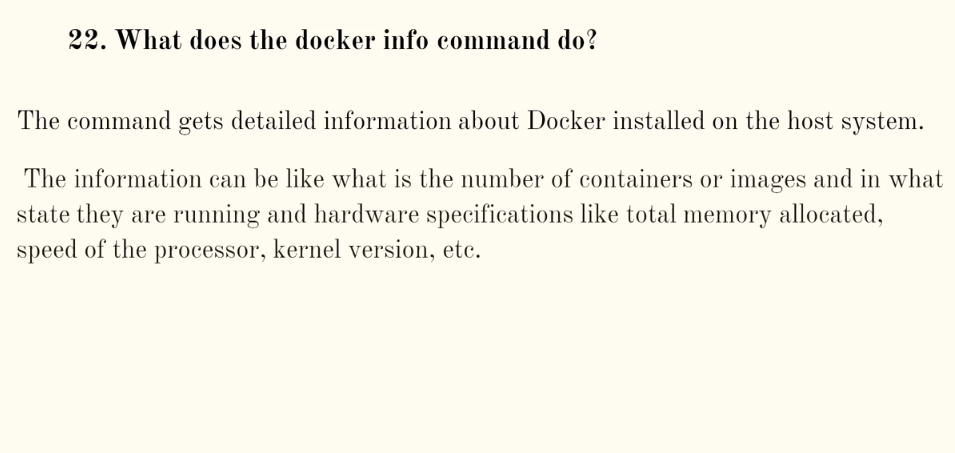 22. What does the docker info command do?
The command gets detailed information about Docker installed on the host system.
The information can be like what is the number of containers or images and in what
state they are running and hardware specifications like total memory allocated,
speed of the processor, kernel version, etc.